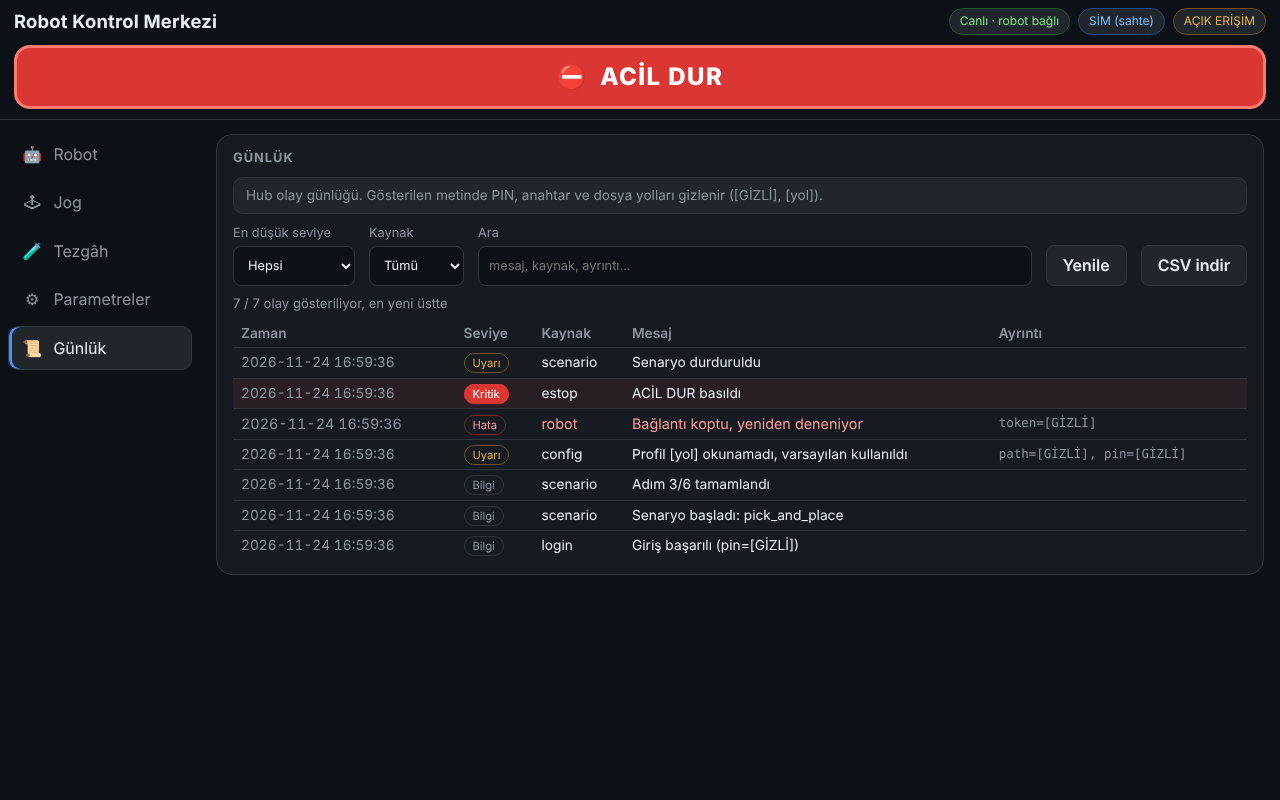 Robot Kontrol Merkezi
Canlı · robot bağlı
SİM (sahte)
AÇIK ERİŞİM
ACİL DUR
Robot
Jog
Tezgâh
Parametreler
Günlük
GÜNLÜK
Hub olay günlüğü. Gösterilen metinde PIN, anahtar ve dosya yolları gizlenir ([GİZLİ], [yol]).
En düşük seviye Kaynak Ara
Hepsi Tümü mesaj, kaynak, ayrıntı... Yenile CSV indir
7 / 7 olay gösteriliyor, en yeni üstte
Zaman Seviye Kaynak Mesaj Ayrıntı
2026-11-24 16:59:36 Uyarı scenario Senaryo durduruldu
2026-11-24 16:59:36 Kritik estop ACİL DUR basıldı
2026-11-24 16:59:36 Hata robot Bağlantı koptu, yeniden deneniyor token=[GİZLİ]
2026-11-24 16:59:36 Uyarı config Profil [yol] okunamadı, varsayılan kullanıldı path=[GİZLİ], pin=[GİZLİ]
2026-11-24 16:59:36 Bilgi scenario Adım 3/6 tamamlandı
2026-11-24 16:59:36 Bilgi scenario Senaryo başladı: pick_and_place
2026-11-24 16:59:36 Bilgi login Giriş başarılı (pin=[GİZLİ])